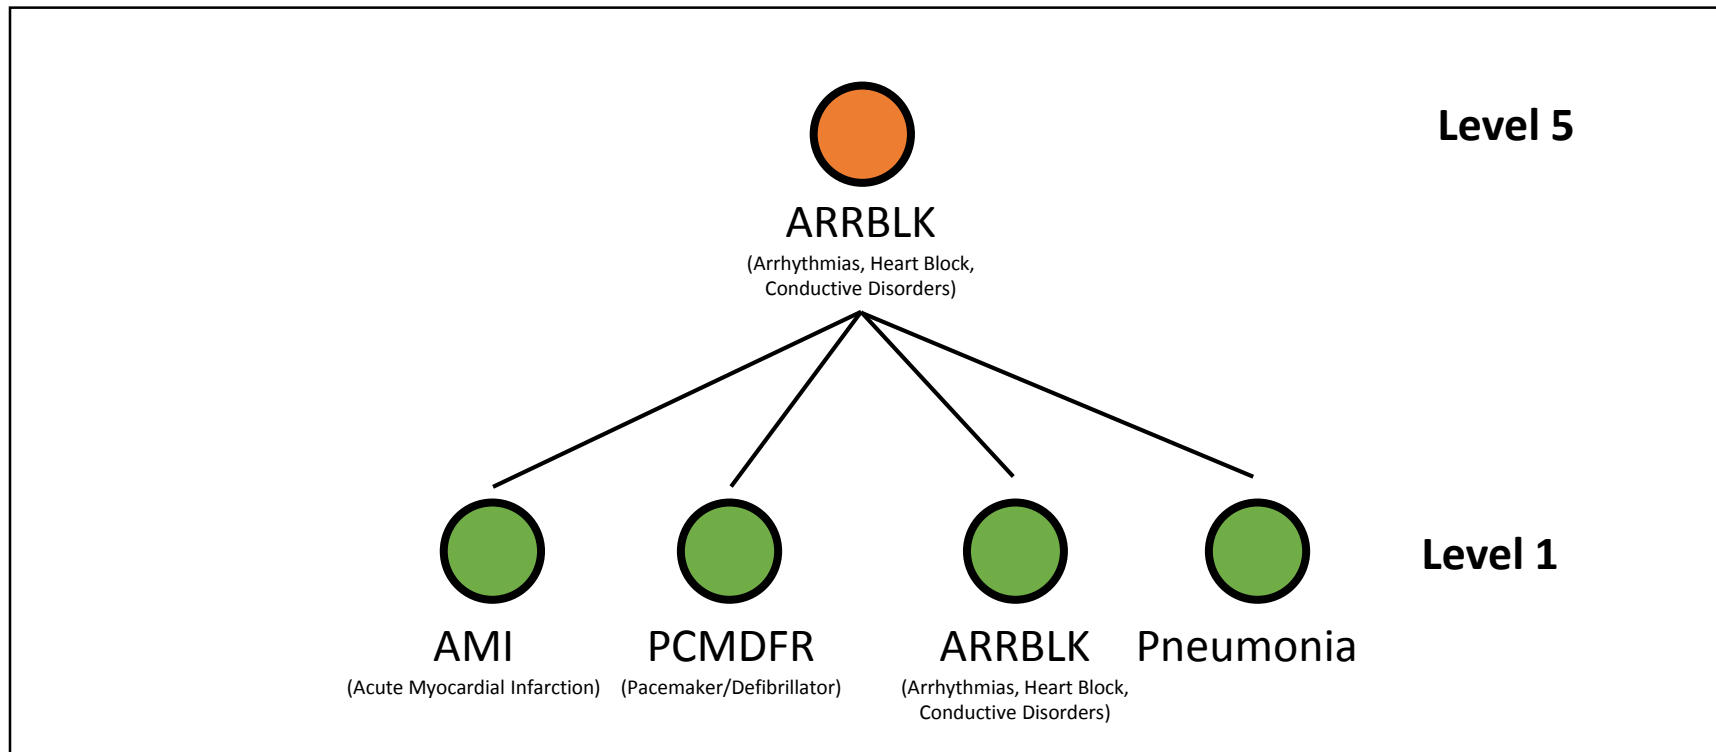 Level 5
ARRBLK
(Arrhythmias, Heart Block,
Conductive Disorders)
Level 1
AMI
(Acute Myocardial Infarction)
PCMDFR
(Pacemaker/Defibrillator)
ARRBLK
(Arrhythmias, Heart Block,
Conductive Disorders)
Pneumonia